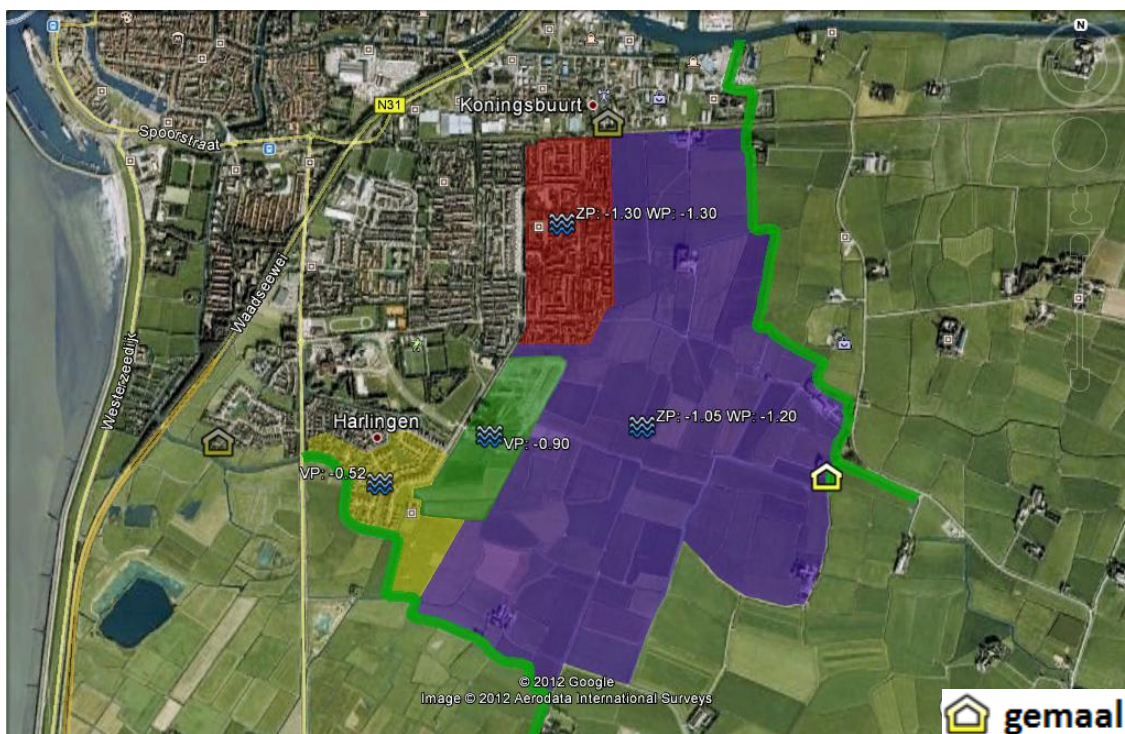 N
Koningsbuurt
N31
Spoorstraat
ZP: -1.30 WP: -1.30
Waadseewei
Westerzeedijk
ZP: -1.05 WP: -1.20
Harlingen
VP: -0.90
VP: -0.52
© 2012 Google
Image © 2012 Aerodata International Surveys
gemaal